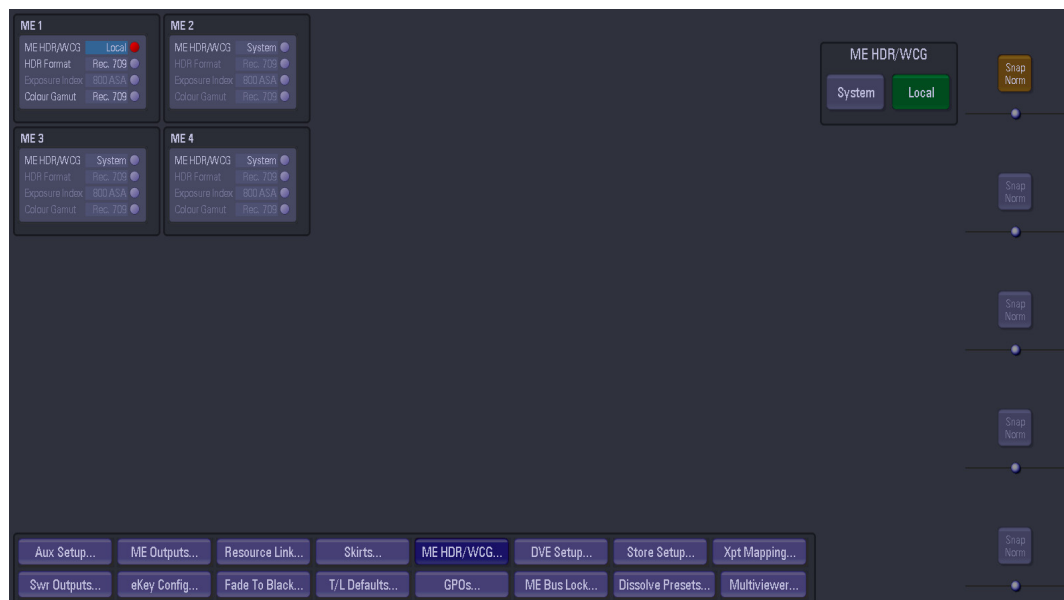 ME 1
ME HDR/WCG Local
HDR Format Rec. 709
Exposure Index 800 ASA
Colour Gamut Rec. 709
ME 2
ME HDR/WCG System
HDR Format Rec. 709
Exposure Index 800 ASA
Colour Gamut Rec. 709
ME 3
ME HDR/WCG System
HDR Format Rec. 709
Exposure Index 800 ASA
Colour Gamut Rec. 709
ME 4
ME HDR/WCG System
HDR Format Rec. 709
Exposure Index 800 ASA
Colour Gamut Rec. 709
ME HDR/WCG
System Local
Snap
Norm
Snap
Norm
Snap
Norm
Snap
Norm
Snap
Norm
Aux Setup... ME Outputs... Resource Link... Skirts... ME HDR/WCG... DVE Setup... Store Setup... Xpt Mapping...
Swr Outputs... eKey Config... Fade To Black... T/L Defaults... GPOs... ME Bus Lock... Dissolve Presets... Multiviewer...